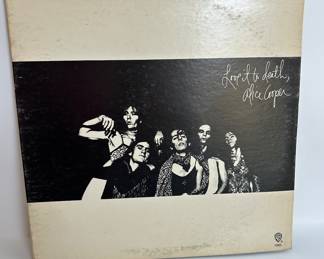 Love it to death,
Alice Cooper